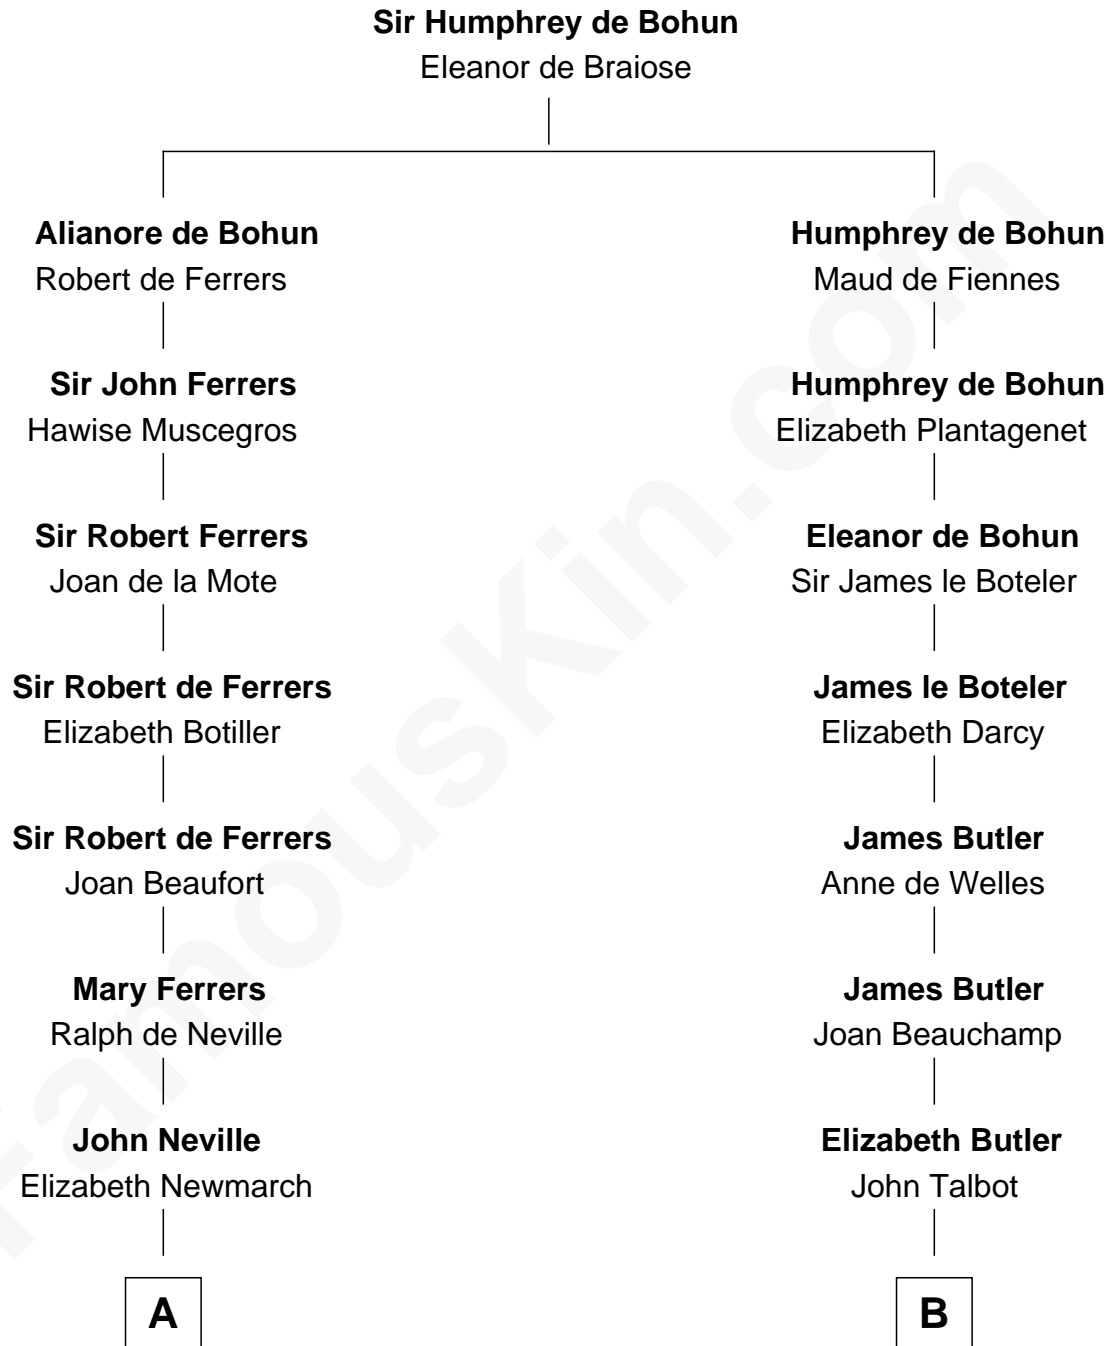 Sir Humphrey de Bohun
Eleanor de Braiose
Alianore de Bohun
Robert de Ferrers
Humphrey de Bohun
Maud de Fiennes
Sir John Ferrers
Hawise Muscegros
Humphrey de Bohun
Elizabeth Plantagenet
Sir Robert Ferrers
Joan de la Mote
Eleanor de Bohun
Sir James le Boteler
Sir Robert de Ferrers
Elizabeth Botiller
James le Boteler
Elizabeth Darcy
Sir Robert de Ferrers
Joan Beaufort
James Butler
Anne de Welles
Mary Ferrers
Ralph de Neville
James Butler
Joan Beauchamp
John Neville
Elizabeth Newmarch
Elizabeth Butler
John Talbot
A
B
FamousKin.com